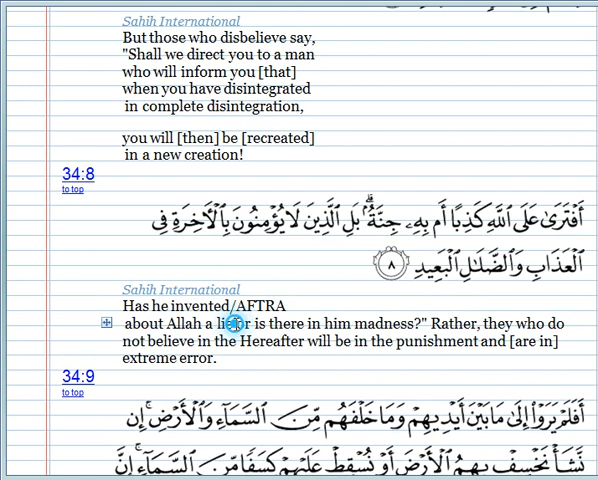 Sahih International
But those who disbelieve say,
"Shall we direct you to a man
who will inform you [that]
when you have disintegrated
in complete disintegration,
you will [then] be [recreated]
in a new creation!
34:8
to top
أَفْتَرَىٰ عَلَى ٱللَّهِ كَذِبًا أَم بِهِۦ جِنَّةٌۢ ۗ بَلِ ٱلَّذِينَ لَا يُؤْمِنُونَ بِٱلْءَاخِرَةِ فِى
ٱلْعَذَابِ وَٱلضَّلَٰلِ ٱلْبَعِيدِ ٨
Sahih International
Has he invented/AFTRA
about Allah a lie or is there in him madness?" Rather, they who do
not believe in the Hereafter will be in the punishment and [are in]
extreme error.
34:9
to top
أَفَلَمْ يَرَوْا۟ إِلَىٰ مَا بَيْنَ أَيْدِيهِمْ وَمَا خَلْفَهُم مِّنَ ٱلسَّمَآءِ وَٱلْأَرْضِ ۚ إِن
نَّشَأْ نَخْسِفْ بِهِمُ ٱلْأَرْضَ أَوْ نُسْقِطْ عَلَيْهِمْ كِسَفًا مِّنَ ٱلسَّمَآءِ ۚ إِنَّ